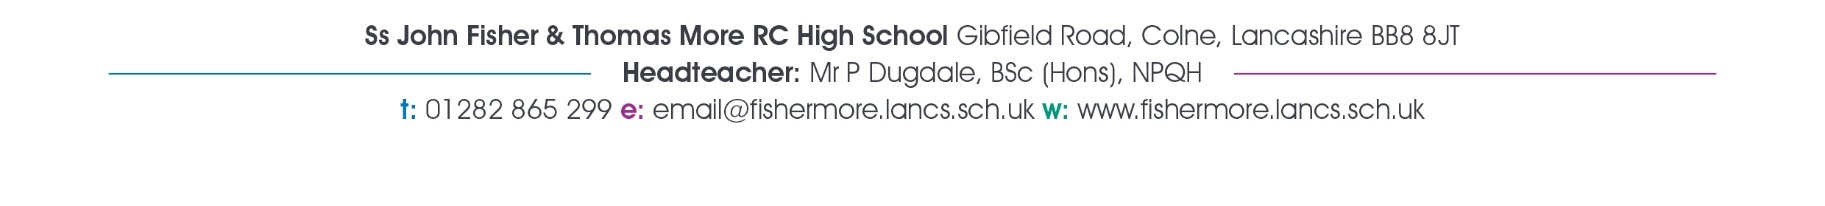 Ss John Fisher & Thomas More RC High School Gibfield Road, Colne, Lancashire BB8 8JT
Headteacher: Mr P Dugdale, BSc (Hons), NPQH
t: 01282 865 299 e: email@fishermore.lancs.sch.uk w: www.fishermore.lancs.sch.uk